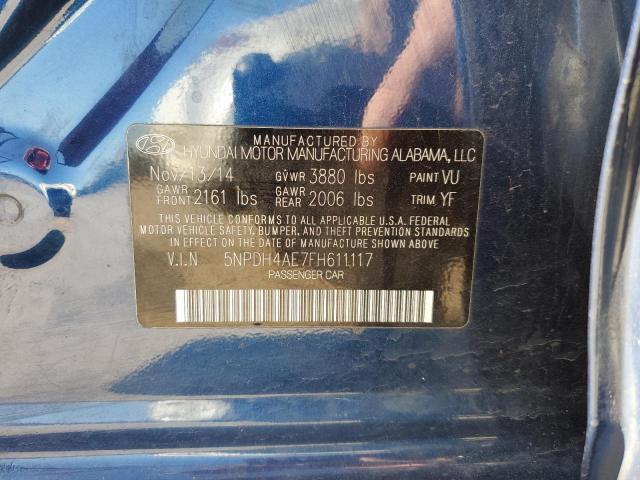 MANUFACTURED BY
HYUNDAI MOTOR MANUFACTURING ALABAMA, LLC
Nov/13/14 GVWR 3880 lbs PAINT VU
GAWR FRONT 2161 lbs GAWR REAR 2006 lbs TRIM YF
THIS VEHICLE CONFORMS TO ALL APPLICABLE U.S.A. FEDERAL
MOTOR VEHICLE SAFETY, BUMPER, AND THEFT PREVENTION STANDARDS
IN EFFECT ON THE DATE OF MANUFACTURE SHOWN ABOVE
V.I.N 5NPDH4AE7FH611117
PASSENGER CAR